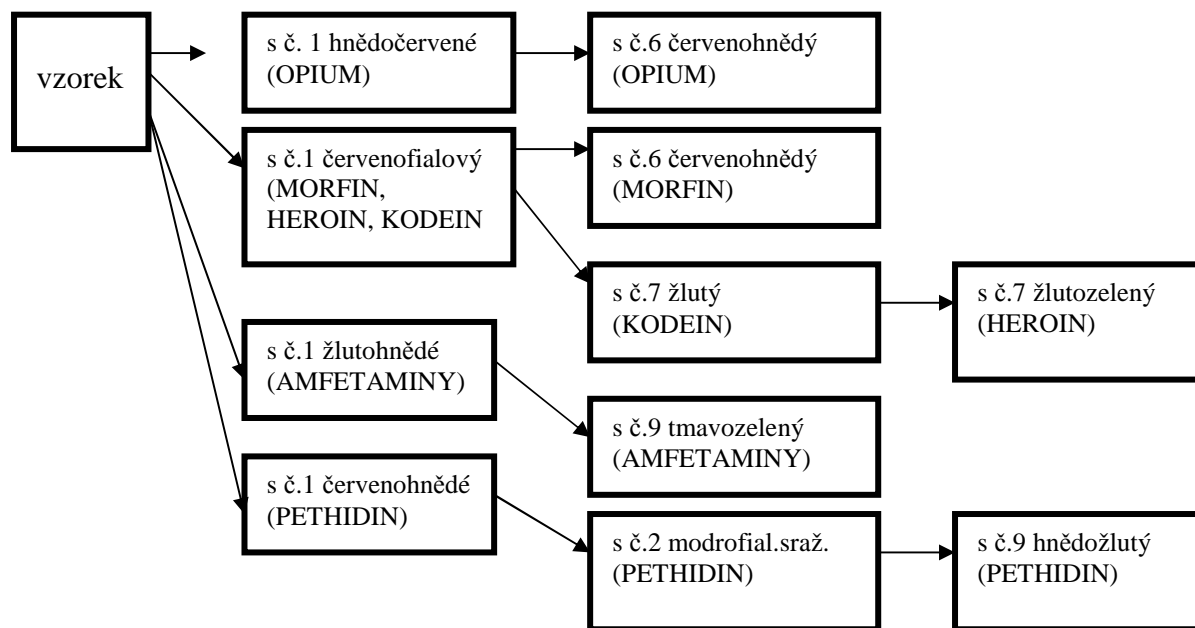 vzorek
s č. 1 hnědočervené
(OPIUM)
s č.6 červenohnědý
(OPIUM)
s č.1 červenofialový
(MORFIN,
HEROIN, KODEIN
s č.6 červenohnědý
(MORFIN)
s č.7 žlutý
(KODEIN)
s č.7 žlutozelený
(HEROIN)
s č.1 žlutohnědé
(AMFETAMINY)
s č.9 tmavozelený
(AMFETAMINY)
s č.1 červenohnědé
(PETHIDIN)
s č.2 modrofial.sraž.
(PETHIDIN)
s č.9 hnědožlutý
(PETHIDIN)